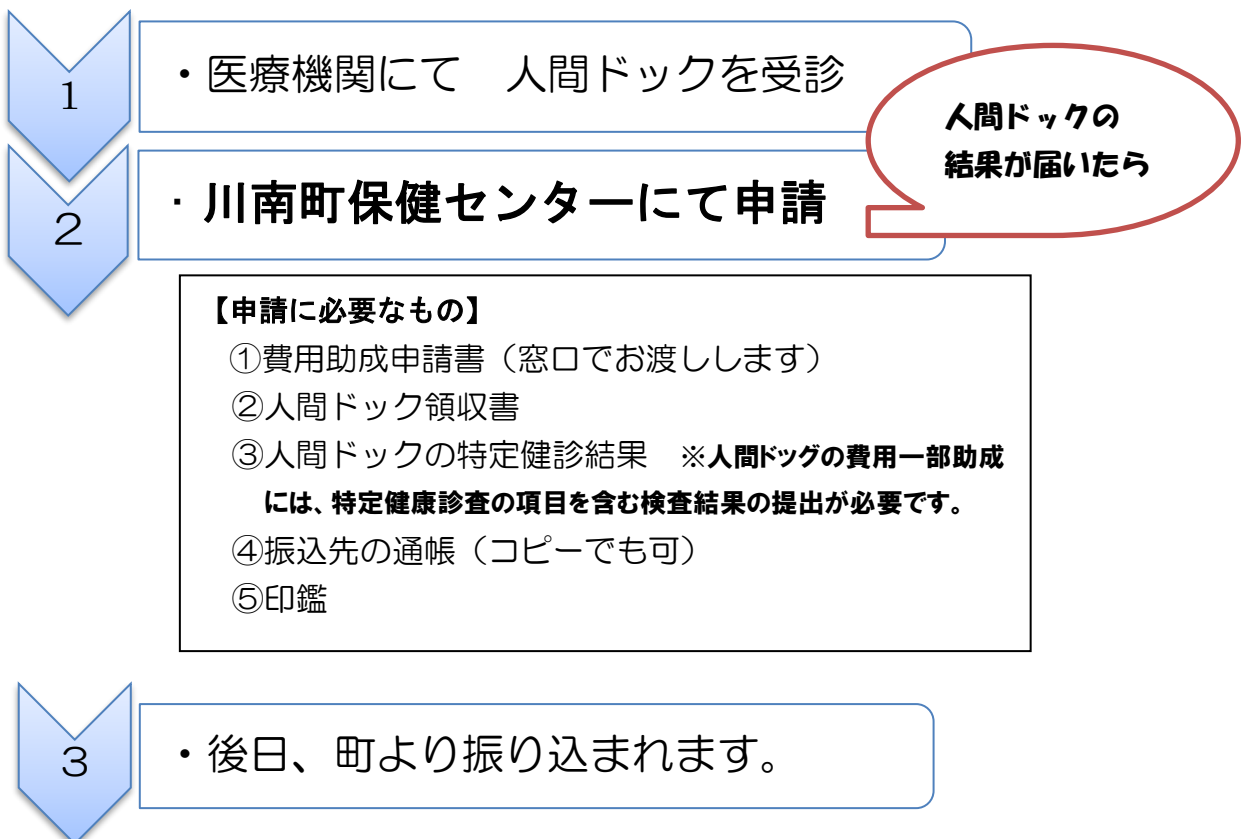 1
・医療機関にて　人間ドックを受診
人間ドックの
結果が届いたら
2
・川南町保健センターにて申請
【申請に必要なもの】
①費用助成申請書（窓口でお渡しします）
②人間ドック領収書
③人間ドックの特定健診結果　※人間ドッグの費用一部助成
には、特定健康診査の項目を含む検査結果の提出が必要です。
④振込先の通帳（コピーでも可）
⑤印鑑
3
・後日、町より振り込まれます。